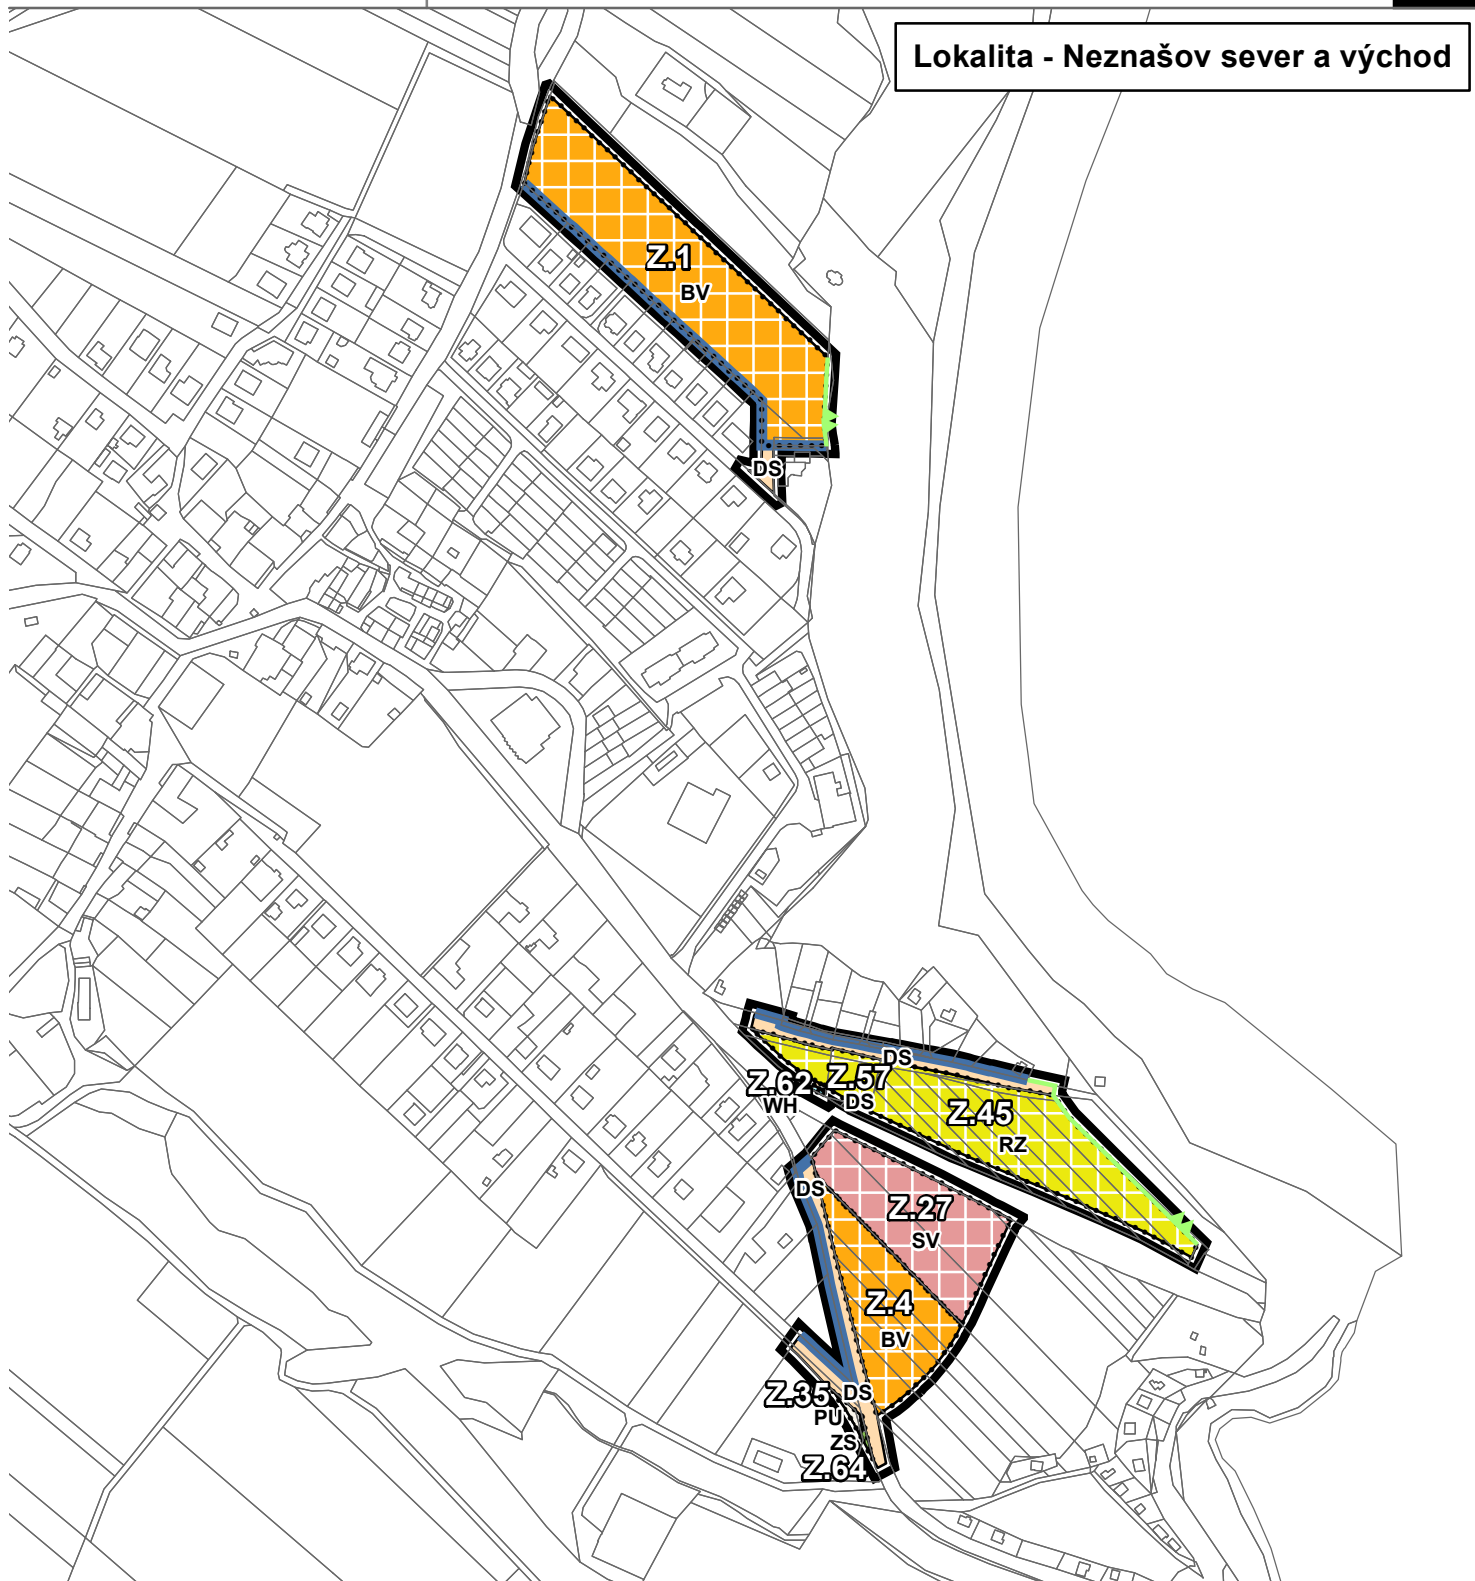 Lokalita - Neznašov sever a východ
Z.1
BV
DS
DS
Z.57
Z.62
DS
WH
Z.45
RZ
DS
Z.27
SV
Z.4
BV
Z.35
DS
PU
ZS
Z.64